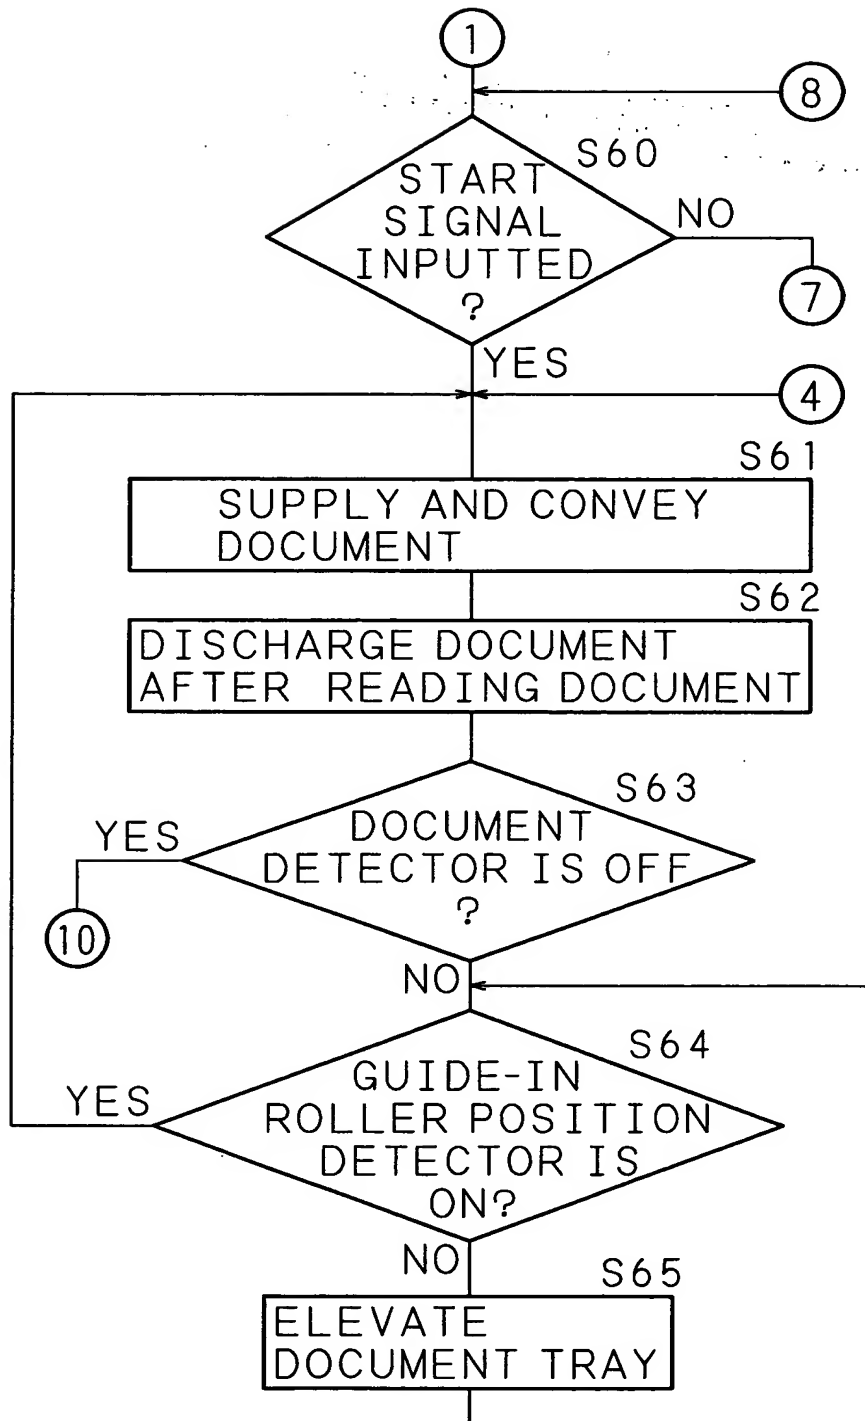 1
8
S60
START
SIGNAL
INPUTTED
?
NO
7
YES
4
S61
SUPPLY AND CONVEY
DOCUMENT
S62
DISCHARGE DOCUMENT
AFTER READING DOCUMENT
S63
YES
DOCUMENT
DETECTOR IS OFF
?
10
NO
S64
YES
GUIDE-IN
ROLLER POSITION
DETECTOR IS
ON?
NO
S65
ELEVATE
DOCUMENT TRAY